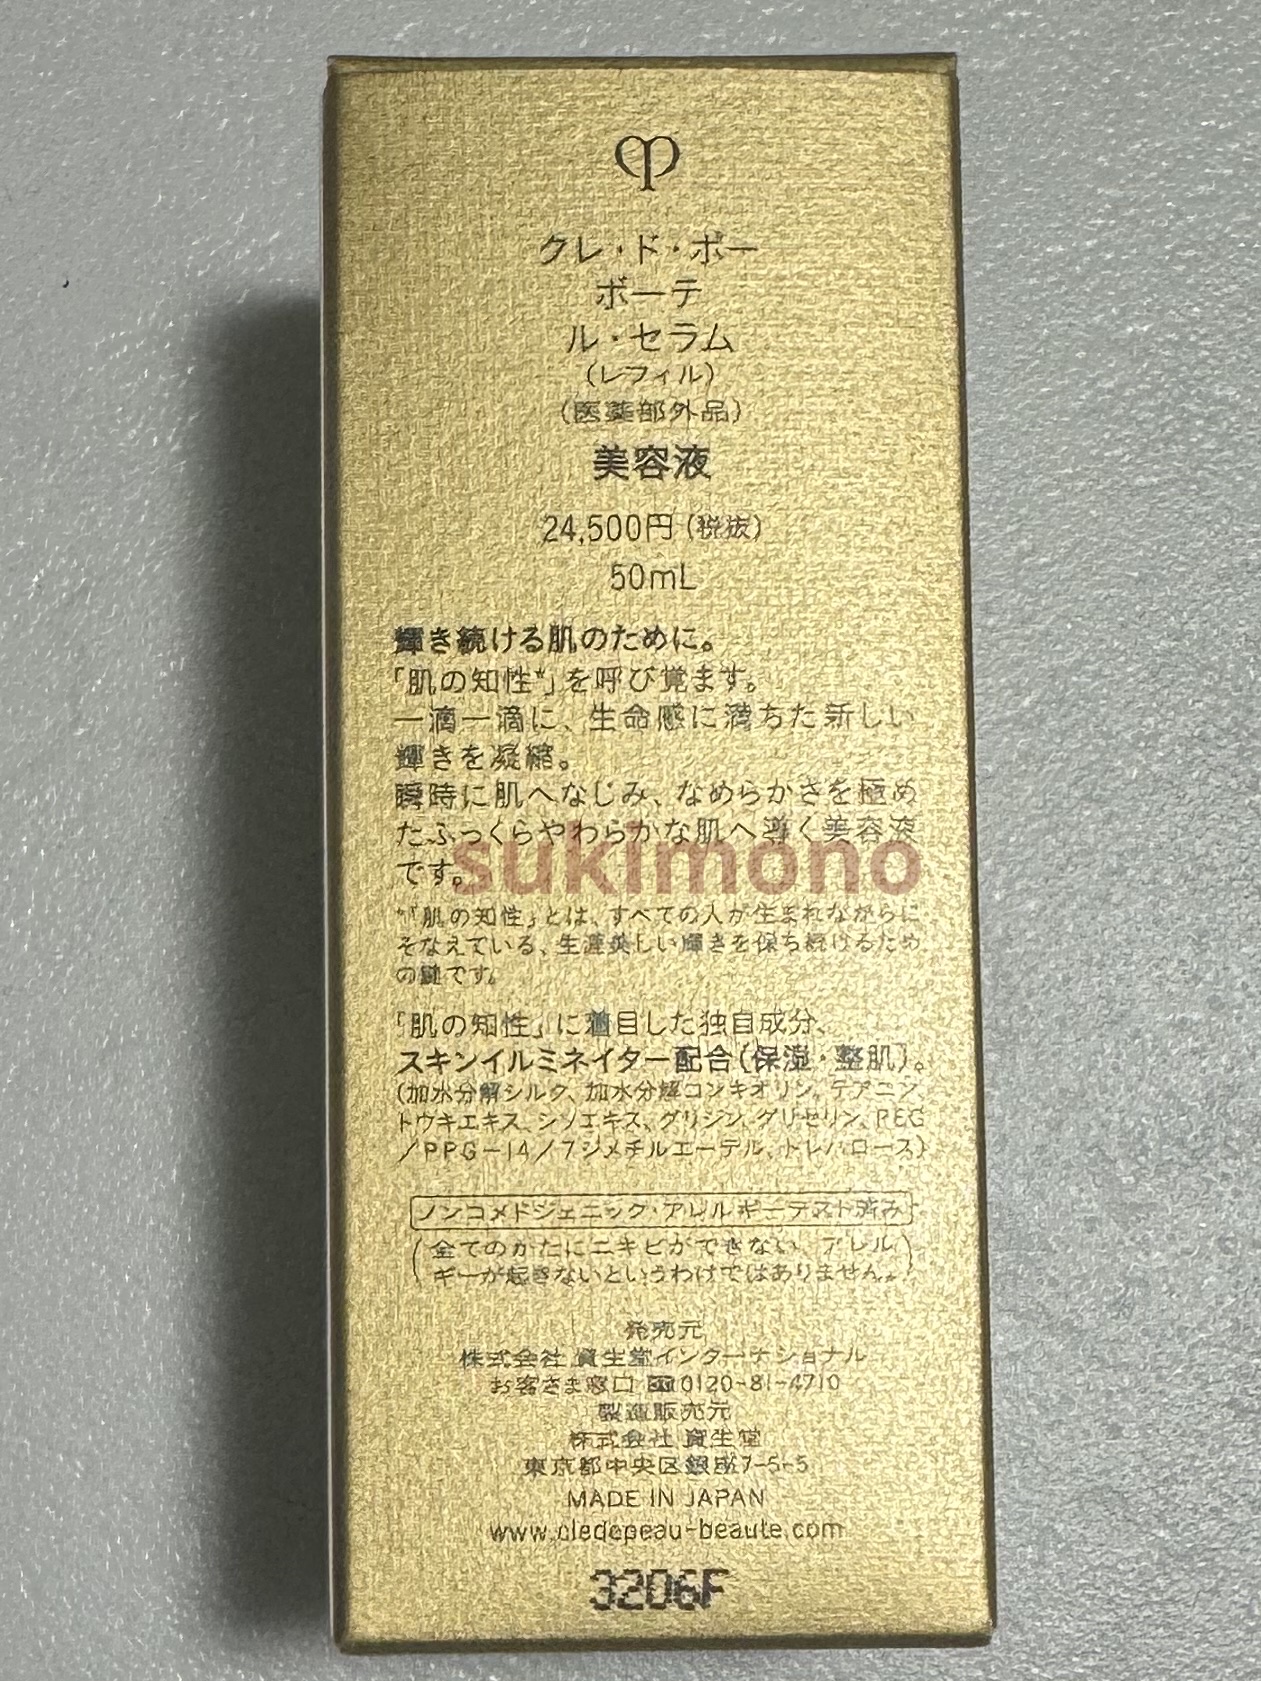 クレ・ド・ポー
ボーテ
ル・セラム
（レフィル）
（医薬部外品）
美容液
24,500円（税抜）
50mL
輝き続ける肌のために。
「肌の知性*」を呼び覚ます。
一滴一滴に、生命感に満ちた新しい
輝きを凝縮。
瞬時に肌へなじみ、なめらかさを極め
たふっくらやわらかな肌へ導く美容液
です。
sukimono
*「肌の知性」とは、すべての人が生まれながらに
そなえている、生涯美しい輝きを保ち続けるため
の鍵です。
「肌の知性」に着目した独自成分、
スキンイルミネイター配合（保湿・整肌）。
（加水分解シルク、加水分解コンキオリン、テアニン、
トウキエキス、シソエキス、グリシン、グリセリン、PEG
／PPG－14／7ジメチルエーテル、トレハロース）
ノンコメドジェニック・アレルギーテスト済み
（全てのかたにニキビができない、アレル
ギーが起きないというわけではありません。）
発売元
株式会社 資生堂インターナショナル
お客さま窓口 0120-81-4710
製造販売元
株式会社 資生堂
東京都中央区銀座7-5-5
MADE IN JAPAN
www.cledepeau-beaute.com
3206F